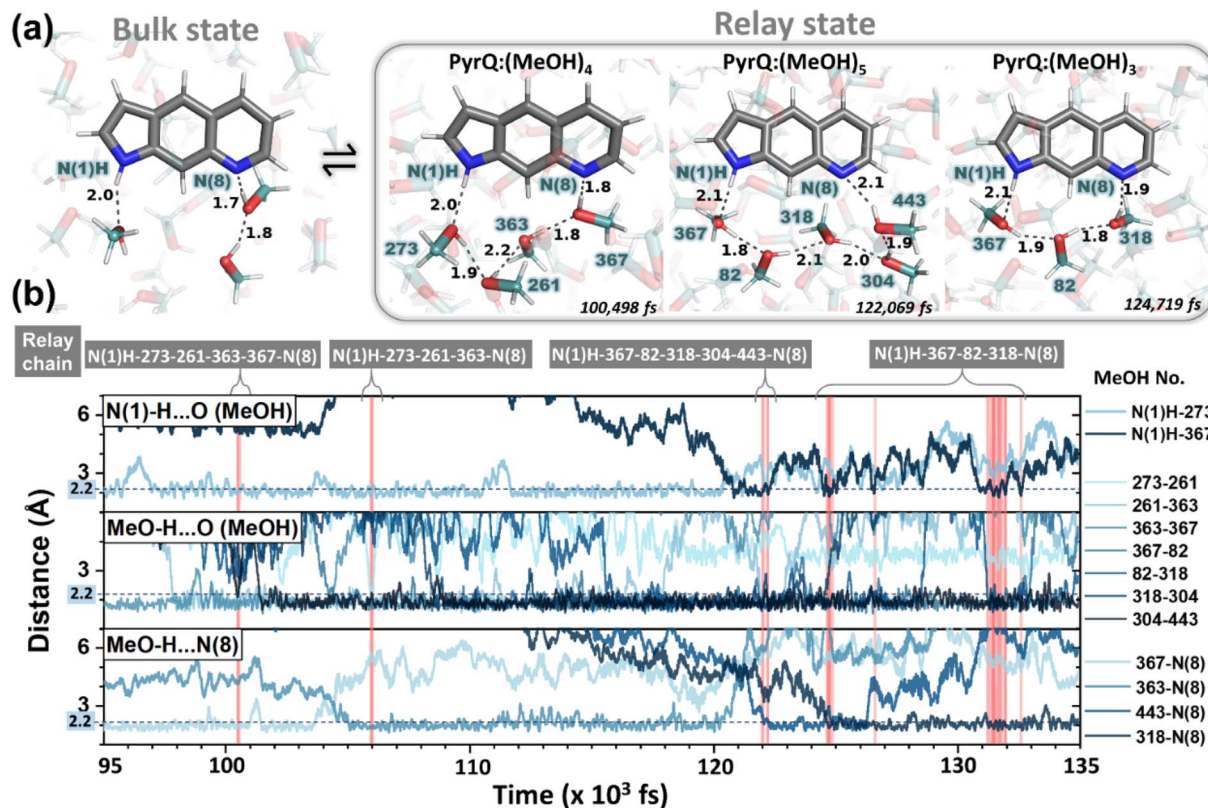 (a)
Bulk state
N(1)H
N(8)
2.0
1.7
1.8
⇌
Relay state
PyrQ:(MeOH)4
N(1)H
N(8)
1.8
2.0
363
1.8
273
2.2
1.9
261
367
100,498 fs
PyrQ:(MeOH)5
N(1)H
N(8)
2.1
2.1
318
443
367
1.8
2.1
2.0
1.9
82
304
122,069 fs
PyrQ:(MeOH)3
N(1)H
N(8)
2.1
1.9
367
1.9
1.8
318
82
124,719 fs
(b)
Relay chain
N(1)H-273-261-363-367-N(8)
N(1)H-273-261-363-N(8)
N(1)H-367-82-318-304-443-N(8)
N(1)H-367-82-318-N(8)
MeOH No.
N(1)-H...O (MeOH)
6
3
2.2
N(1)H-273
N(1)H-367
MeO-H...O (MeOH)
3
2.2
273-261
261-363
363-367
367-82
82-318
318-304
304-443
MeO-H...N(8)
6
3
2.2
367-N(8)
363-N(8)
443-N(8)
318-N(8)
Distance (Å)
95
100
110
120
130
135
Time (x 10³ fs)